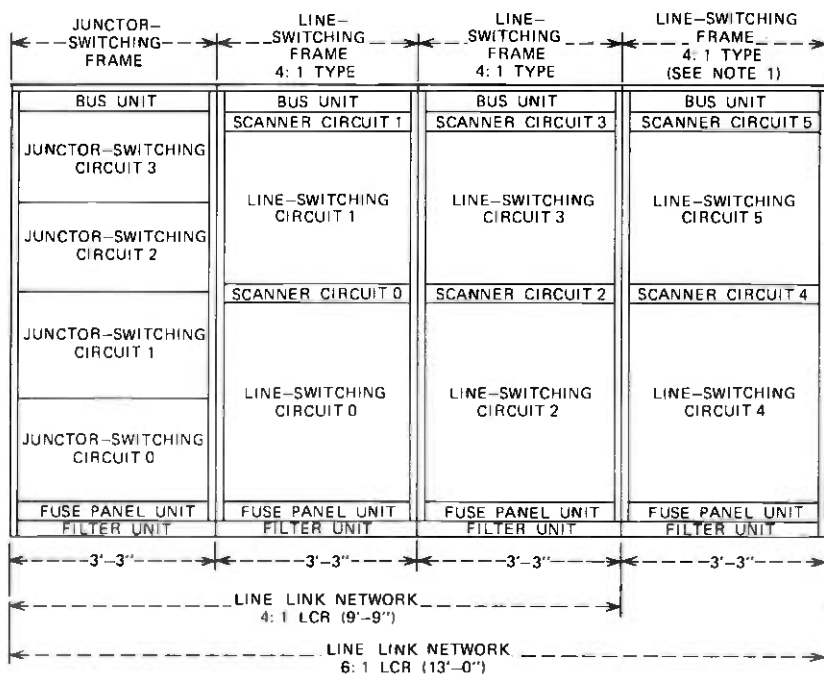 JUNCTOR–
SWITCHING
FRAME
LINE–
SWITCHING
FRAME
4:1 TYPE
LINE–
SWITCHING
FRAME
4:1 TYPE
LINE–SWITCHING
FRAME
4:1 TYPE
(SEE NOTE 1)
BUS UNIT
JUNCTOR–SWITCHING
CIRCUIT 3
JUNCTOR–SWITCHING
CIRCUIT 2
JUNCTOR–SWITCHING
CIRCUIT 1
JUNCTOR–SWITCHING
CIRCUIT 0
FUSE PANEL UNIT
FILTER UNIT
BUS UNIT
SCANNER CIRCUIT 1
LINE–SWITCHING
CIRCUIT 1
SCANNER CIRCUIT 0
LINE–SWITCHING
CIRCUIT 0
FUSE PANEL UNIT
FILTER UNIT
BUS UNIT
SCANNER CIRCUIT 3
LINE–SWITCHING
CIRCUIT 3
SCANNER CIRCUIT 2
LINE–SWITCHING
CIRCUIT 2
FUSE PANEL UNIT
FILTER UNIT
BUS UNIT
SCANNER CIRCUIT 5
LINE–SWITCHING
CIRCUIT 5
SCANNER CIRCUIT 4
LINE–SWITCHING
CIRCUIT 4
FUSE PANEL UNIT
FILTER UNIT
3'–3"
3'–3"
3'–3"
3'–3"
LINE LINK NETWORK
4:1 LCR (9'–9")
LINE LINK NETWORK
6:1 LCR (13'–0")